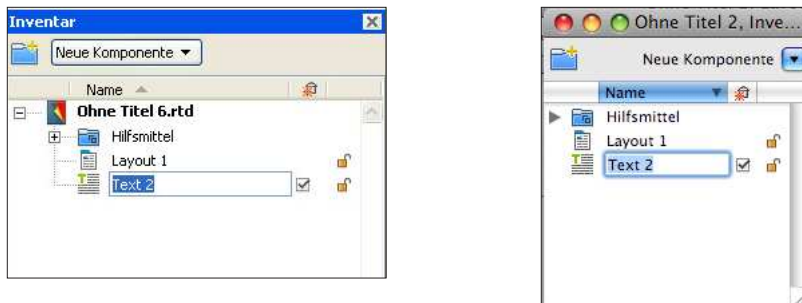 Inventar
Neue Komponente
Name
Ohne Titel 6.rtd
Hilfsmittel
Layout 1
Text 2
Ohne Titel 2, Inve...
Neue Komponente
Name
Hilfsmittel
Layout 1
Text 2